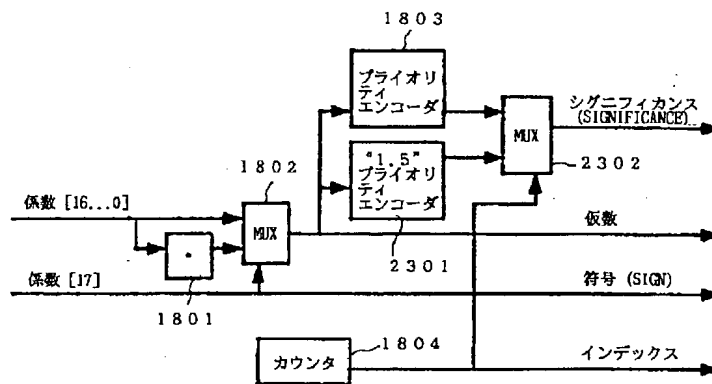 1803
プライオリ
ティ
エンコーダ
MUX
シグニフィカンス
(SIGNIFICANCE)
2302
"1.5"
プライオリ
ティ
エンコーダ
2301
1802
係数 [16...0]
MUX
仮数
1801
係数 [17]
符号 (SIGN)
カウンタ
1804
インデックス